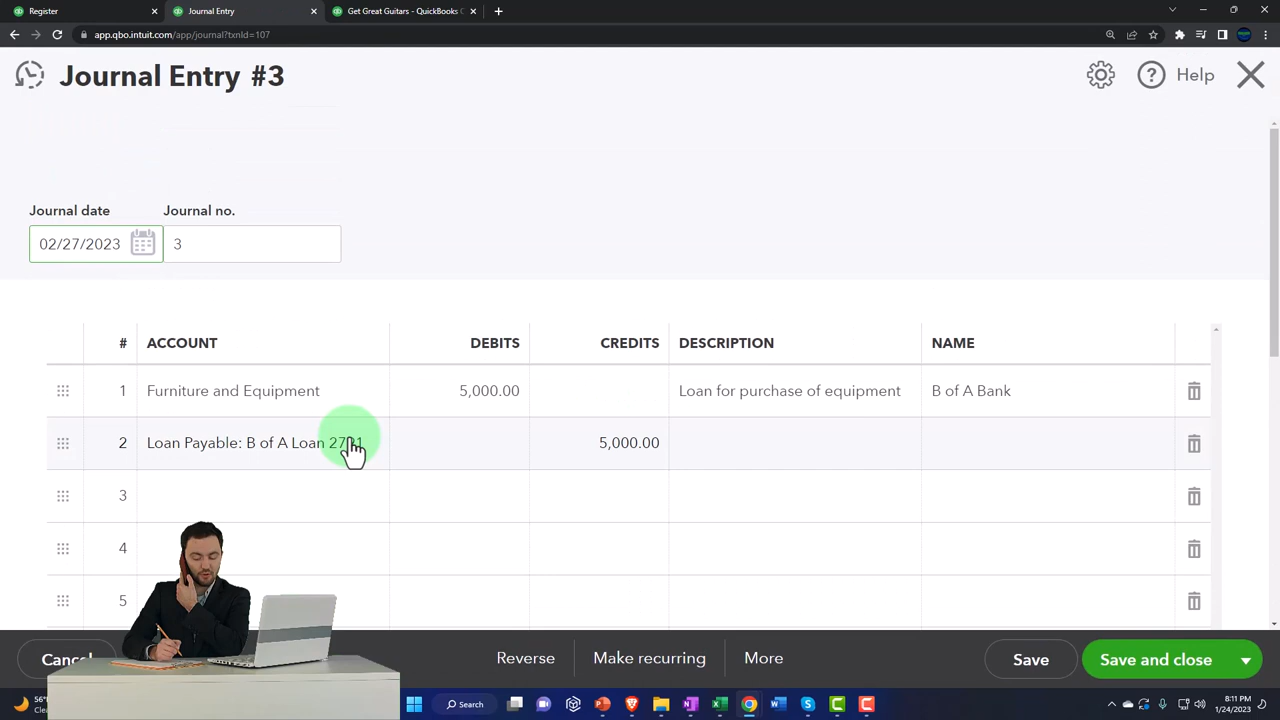 Register
Journal Entry
Get Great Guitars - QuickBooks
app.qbo.intuit.com/app/journal?txnId=107
Journal Entry #3
Help
Journal date
Journal no.
02/27/2023
3
# ACCOUNT DEBITS CREDITS DESCRIPTION NAME
1 Furniture and Equipment 5,000.00 Loan for purchase of equipment B of A Bank
2 Loan Payable: B of A Loan 5,000.00
3
4
5
Cancel
Reverse
Make recurring
More
Save
Save and close
56°
Search
8:11 PM
1/24/2023